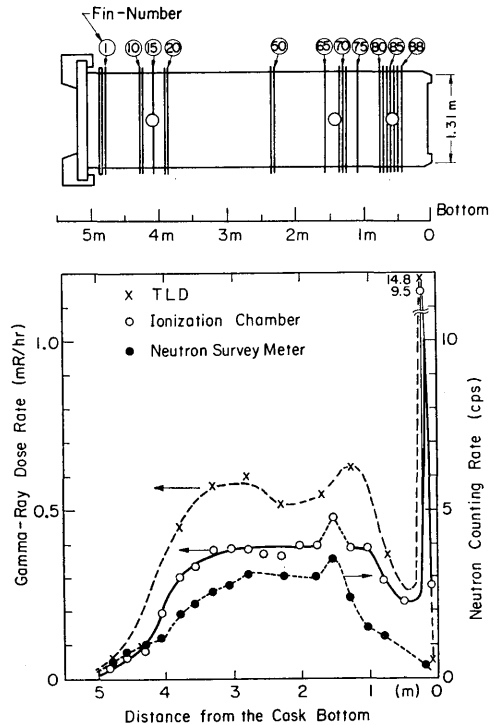 Fin-Number
1 10 15 20 50 65 70 75 80 85 88
1.31 m
Bottom
5m 4m 3m 2m 1m 0
14.8
9.5
x TLD
○ Ionization Chamber
● Neutron Survey Meter
1.0
0.5
0
10
5
0
Gamma-Ray Dose Rate (mR/hr)
Neutron Counting Rate (cps)
5 4 3 2 1 (m) 0
Distance from the Cask Bottom